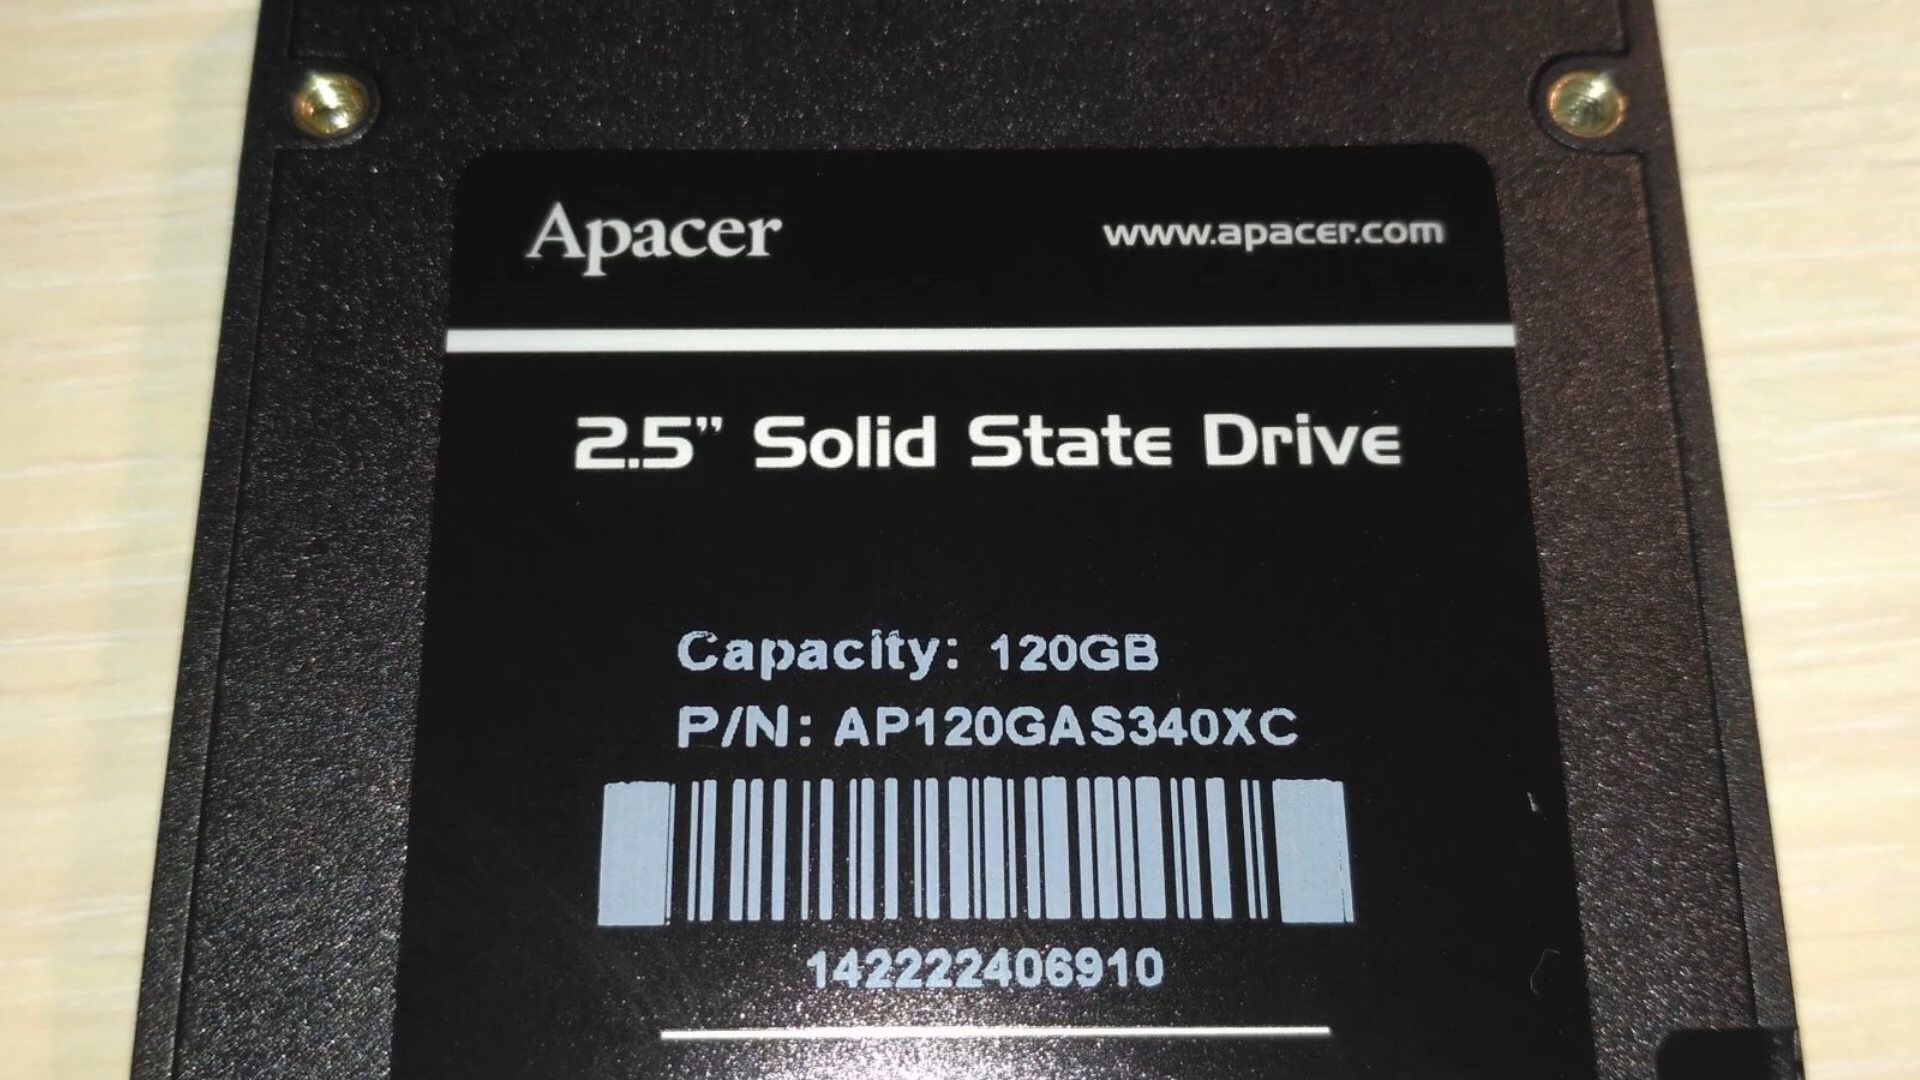 Apacer www.apacer.com
2.5” Solid State Drive
Capacity: 120GB
P/N: AP120GAS340XC
142222406910